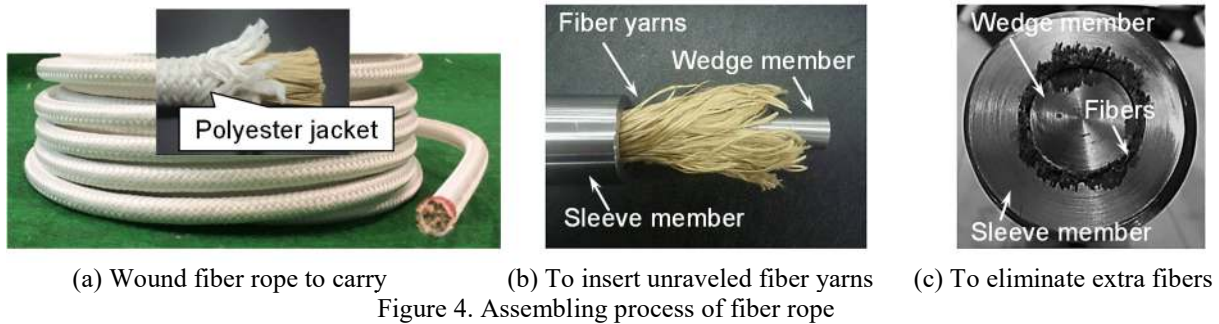 Polyester jacket
Fiber yarns
Wedge member
Sleeve member
Wedge member
Fibers
Sleeve member
(a) Wound fiber rope to carry
(b) To insert unraveled fiber yarns
(c) To eliminate extra fibers
Figure 4. Assembling process of fiber rope